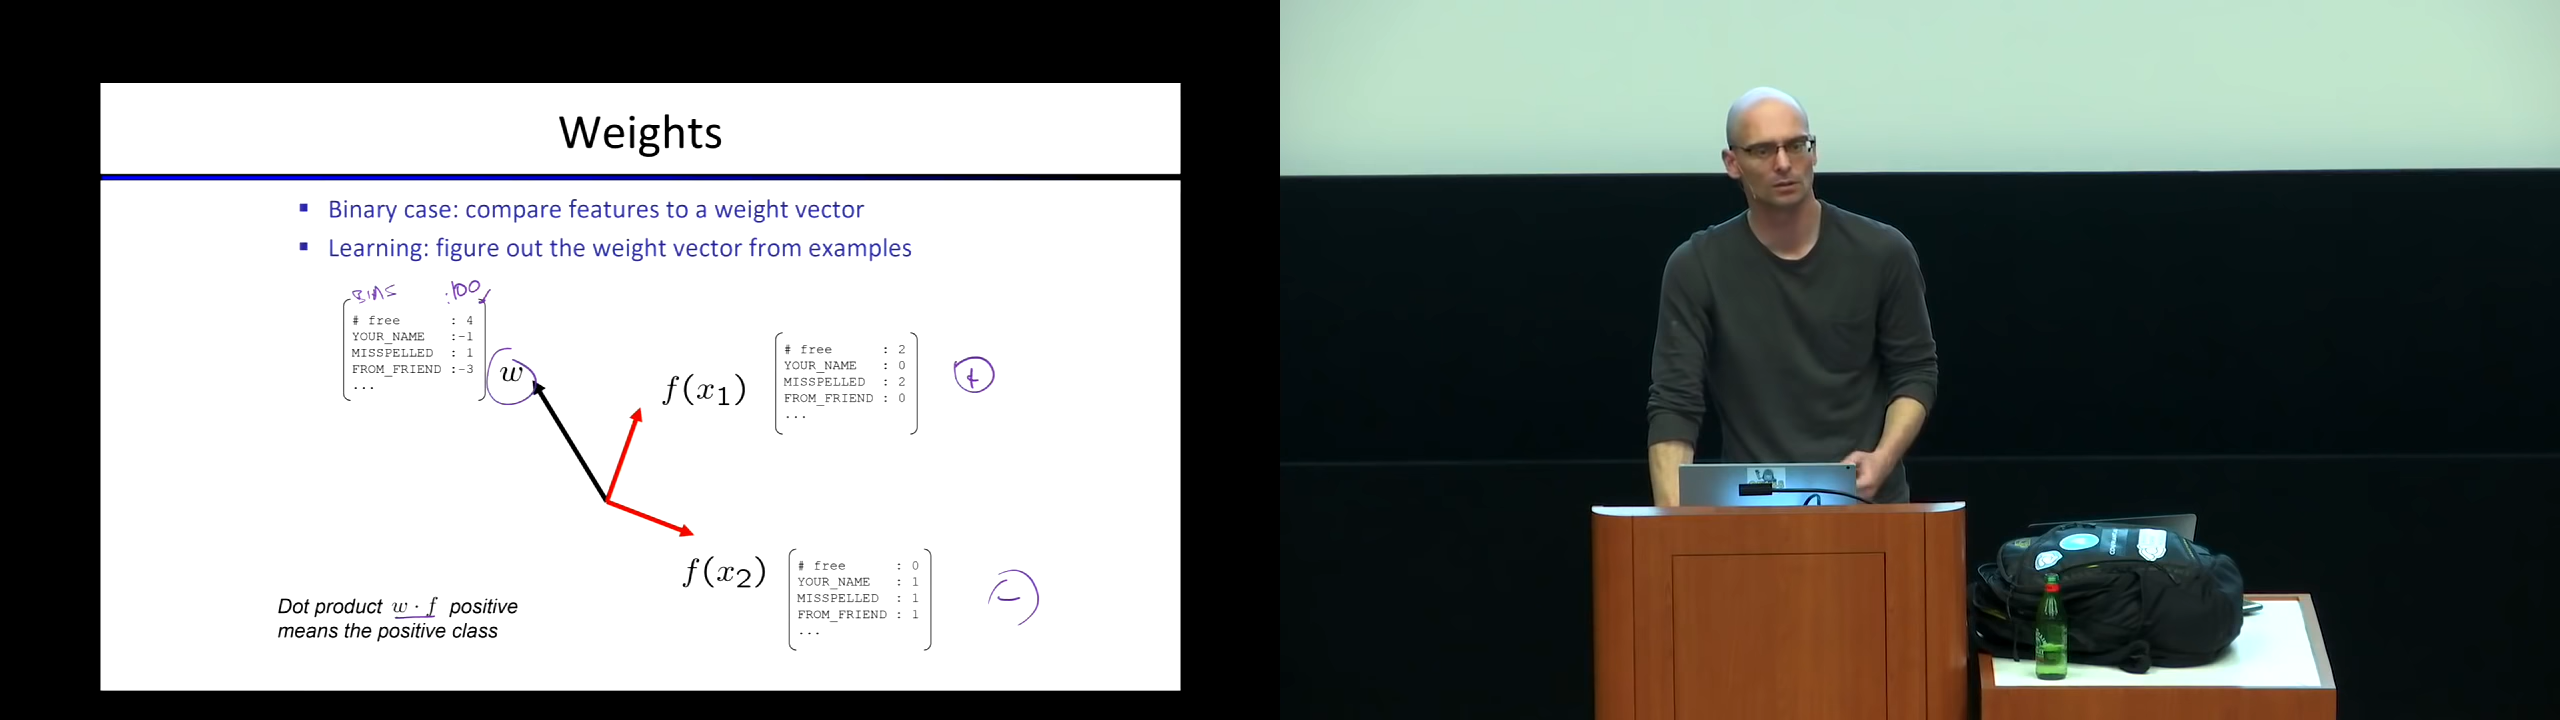 Weights
Binary case: compare features to a weight vector
Learning: figure out the weight vector from examples
BIAS :100
# free : 4
YOUR_NAME :-1
MISSPELLED : 1
FROM_FRIEND :-3
...
w
f(x₁)
# free : 2
YOUR_NAME : 0
MISSPELLED : 2
FROM_FRIEND : 0
...
+
f(x₂)
# free : 0
YOUR_NAME : 1
MISSPELLED : 1
FROM_FRIEND : 1
...
-
Dot product w · f positive
means the positive class